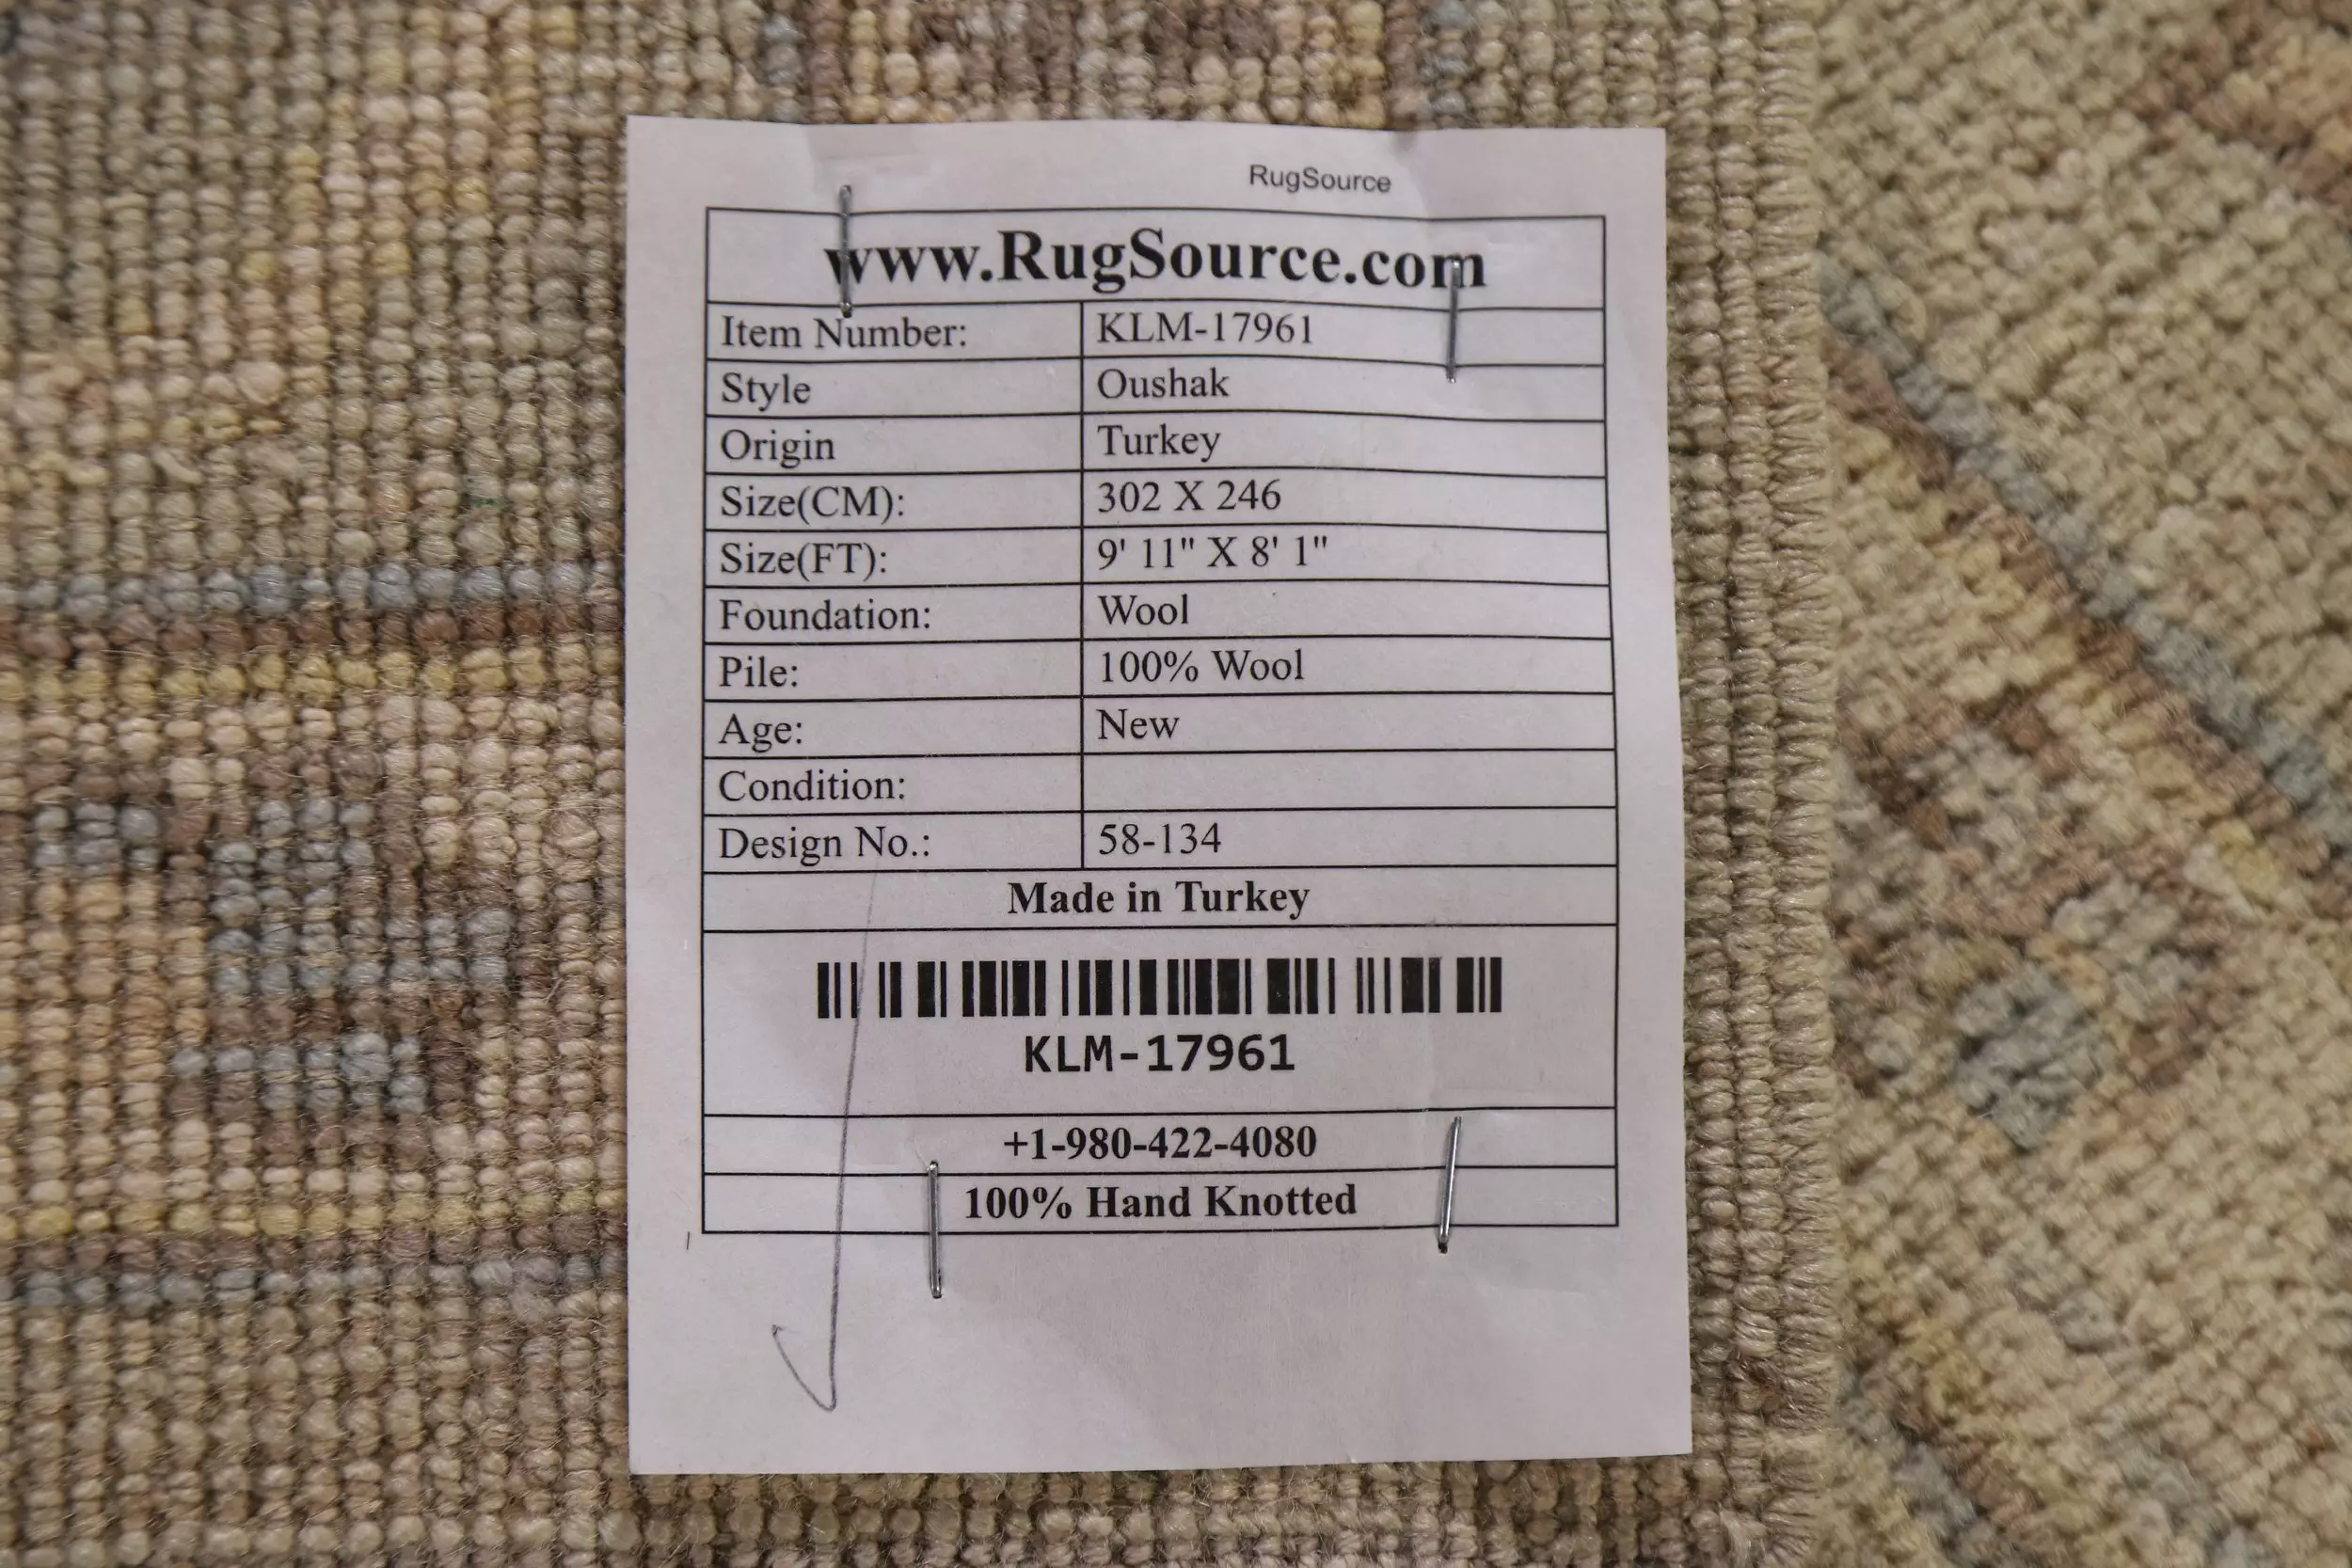 RugSource
www.RugSource.com
Item Number: KLM-17961
Style Oushak
Origin Turkey
Size(CM): 302 X 246
Size(FT): 9' 11" X 8' 1"
Foundation: Wool
Pile: 100% Wool
Age: New
Condition:
Design No.: 58-134
Made in Turkey
KLM-17961
+1-980-422-4080
100% Hand Knotted